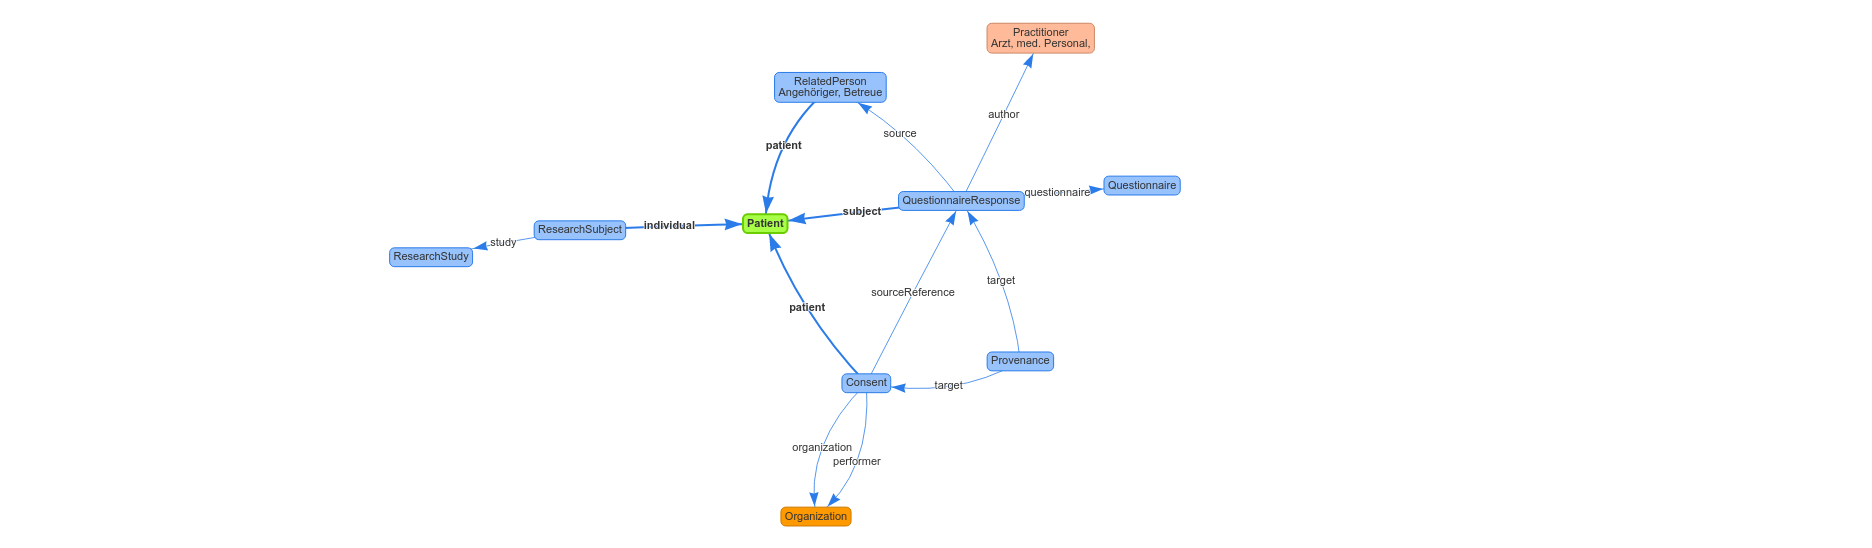 Practitioner
Arzt, med. Personal,
RelatedPerson
Angehöriger, Betreue
author
source
patient
Questionnaire
questionnaire
QuestionnaireResponse
subject
Patient
individual
ResearchSubject
study
ResearchStudy
target
sourceReference
patient
Provenance
Consent
target
organization
performer
Organization